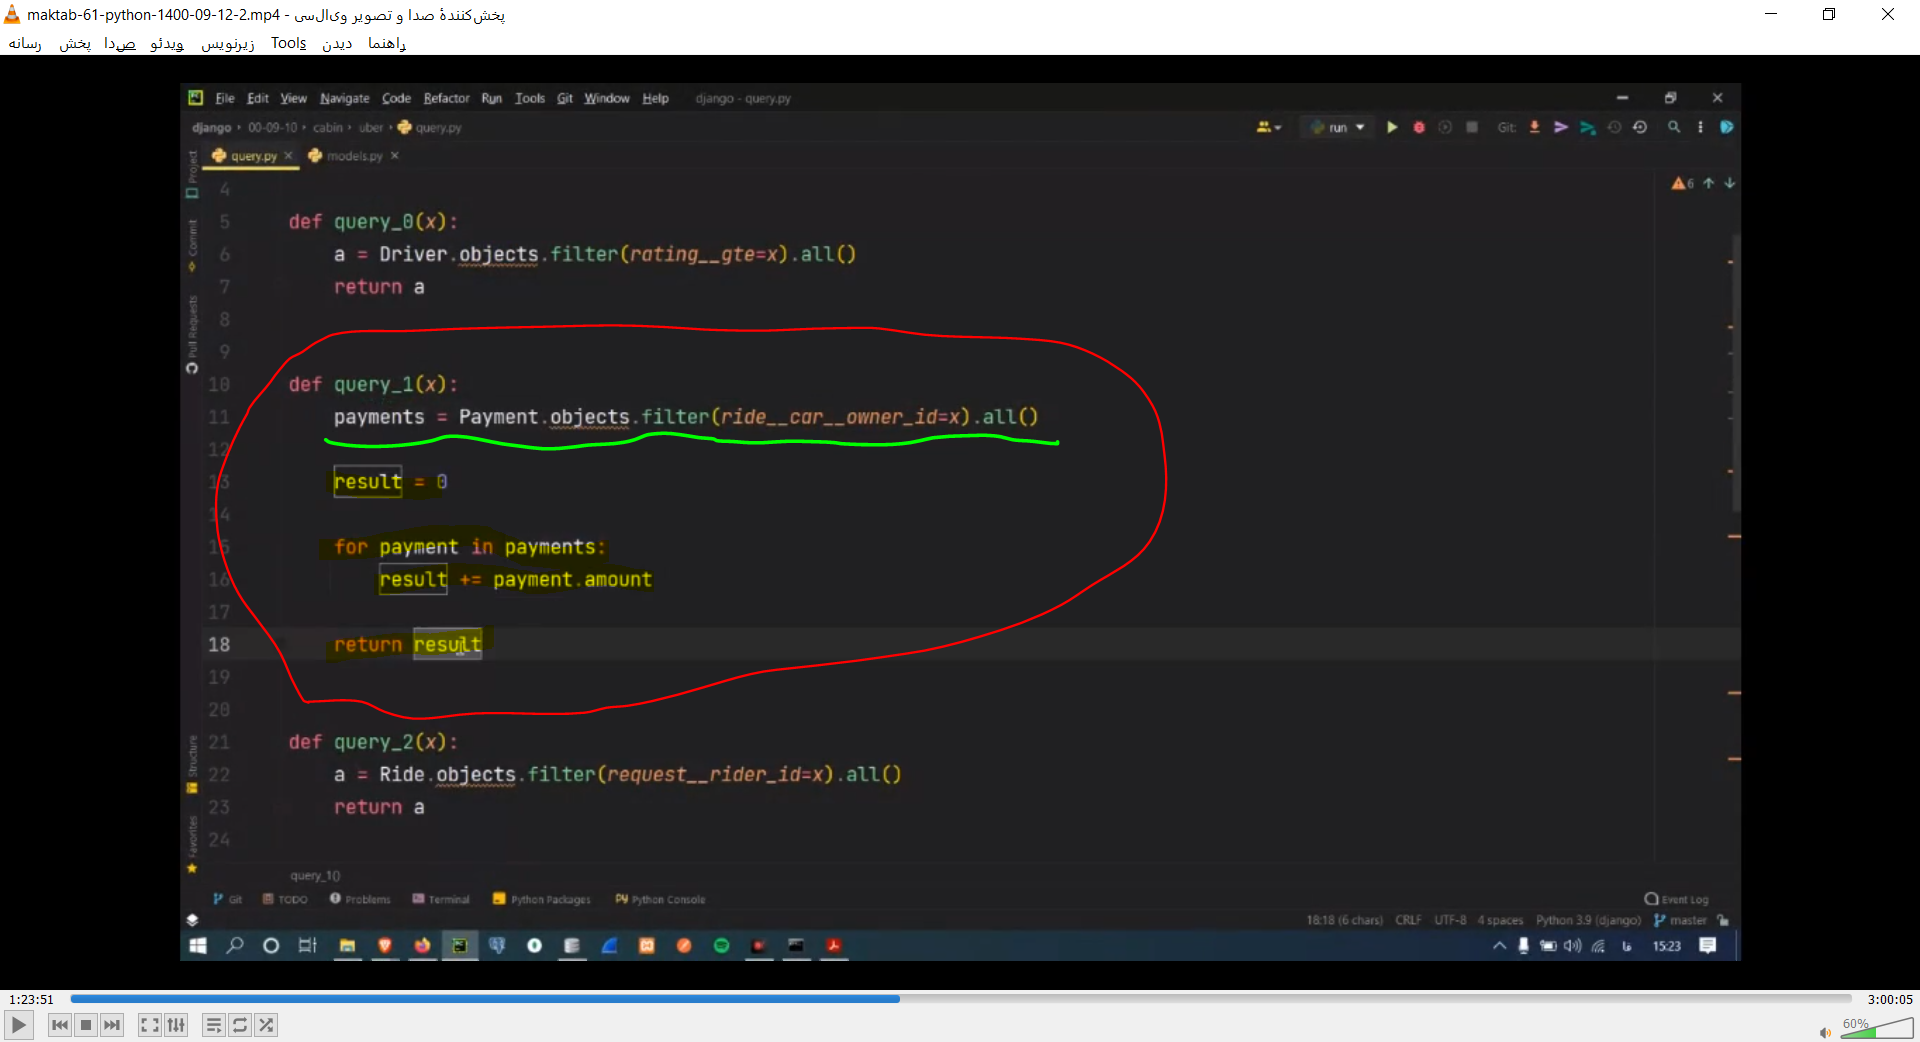 maktab-61-python-1400-09-12-2.mp4 - پخش‌کنندهٔ صدا و تصویر وی‌ال‌سی
رسانه پخش صدا ویدئو زیرنویس Tools دیدن راهنما
File Edit View Navigate Code Refactor Run Tools Git Window Help django - query.py
django 00-09-10 cabin uber query.py run Git:
query.py models.py
Project
Commit
Pull Requests
Structure
Favorites
6
4
5 def query_0(x):
6 a = Driver.objects.filter(rating__gte=x).all()
7 return a
8
9
10 def query_1(x):
11 payments = Payment.objects.filter(ride__car__owner_id=x).all()
12
13 result = 0
14
15 for payment in payments:
16 result += payment.amount
17
18 return result
19
20
21 def query_2(x):
22 a = Ride.objects.filter(request__rider_id=x).all()
23 return a
24
query_1()
Git TODO Problems Terminal Python Packages Python Console Event Log
18:18 (6 chars) CRLF UTF-8 4 spaces Python 3.9 (django) master
فا 15:23
1:23:51 3:00:05
60%